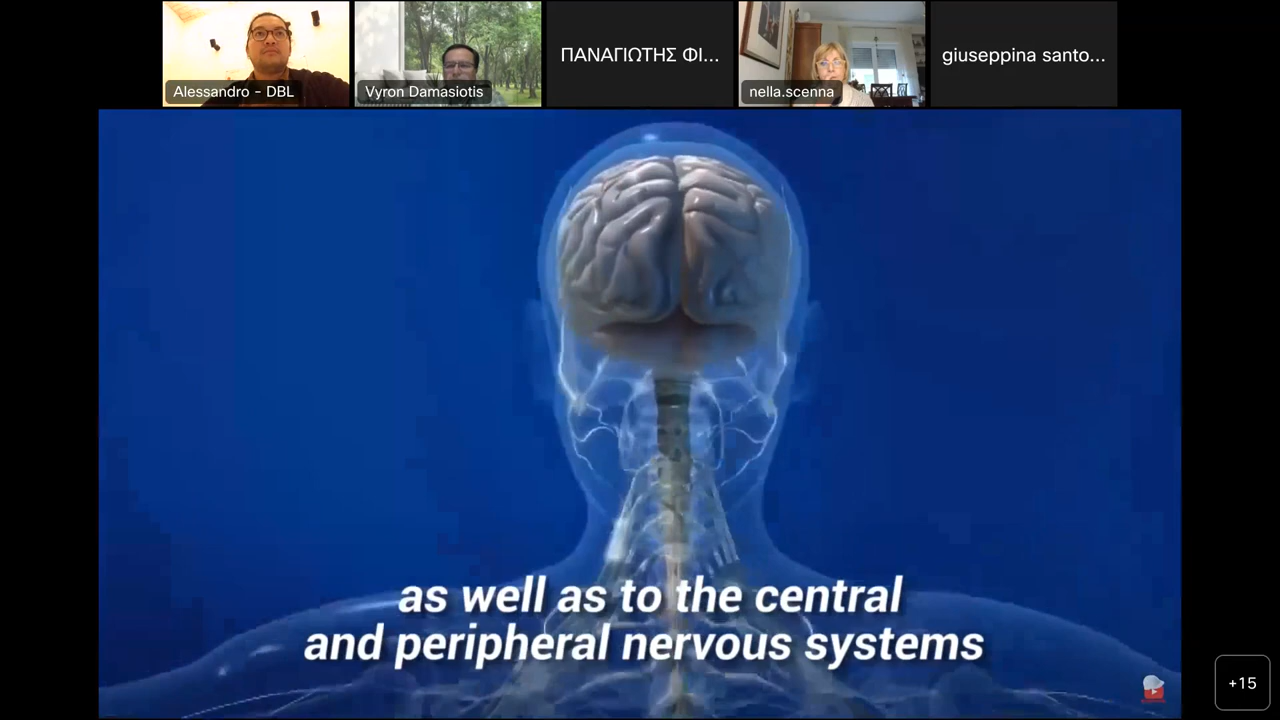 Alessandro - DBL
Vyron Damasiotis
ΠΑΝΑΓΙΩΤΗΣ ΦΙ...
nella.scenna
giuseppina santo...
as well as to the central
and peripheral nervous systems
+15